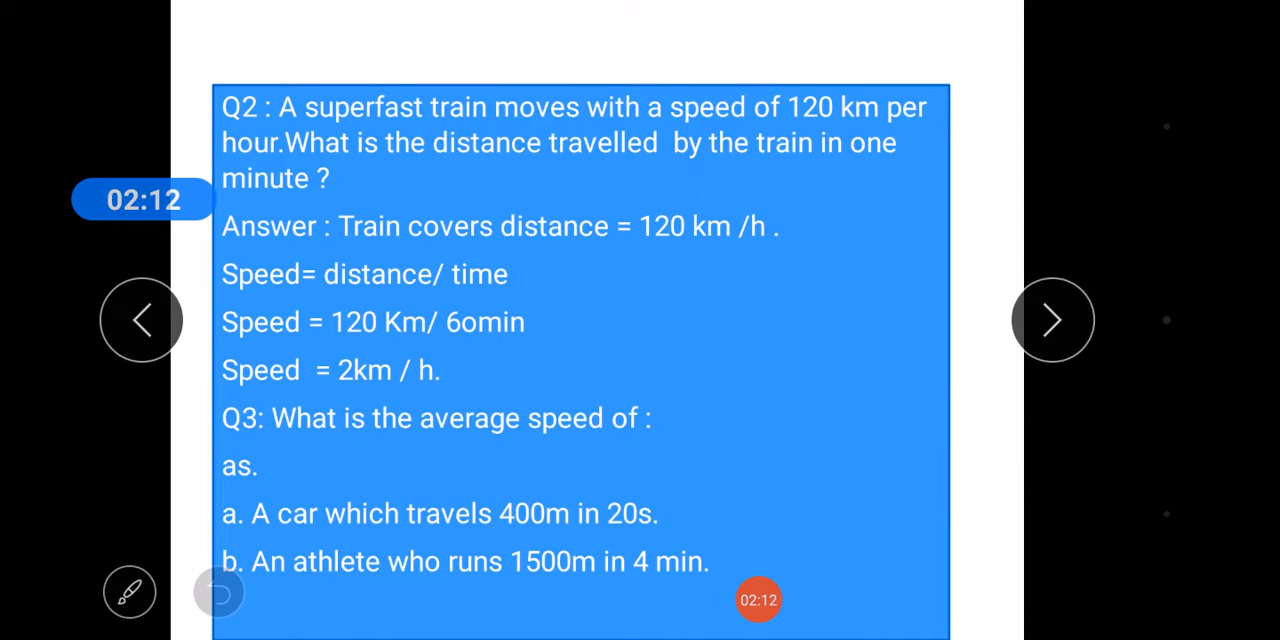 Q2 : A superfast train moves with a speed of 120 km per
hour.What is the distance travelled  by the train in one
minute ?
02:12
Answer : Train covers distance = 120 km /h .
Speed= distance/ time
Speed = 120 Km/ 6omin
Speed  = 2km / h.
Q3: What is the average speed of :
as.
a. A car which travels 400m in 20s.
b. An athlete who runs 1500m in 4 min.
02:12